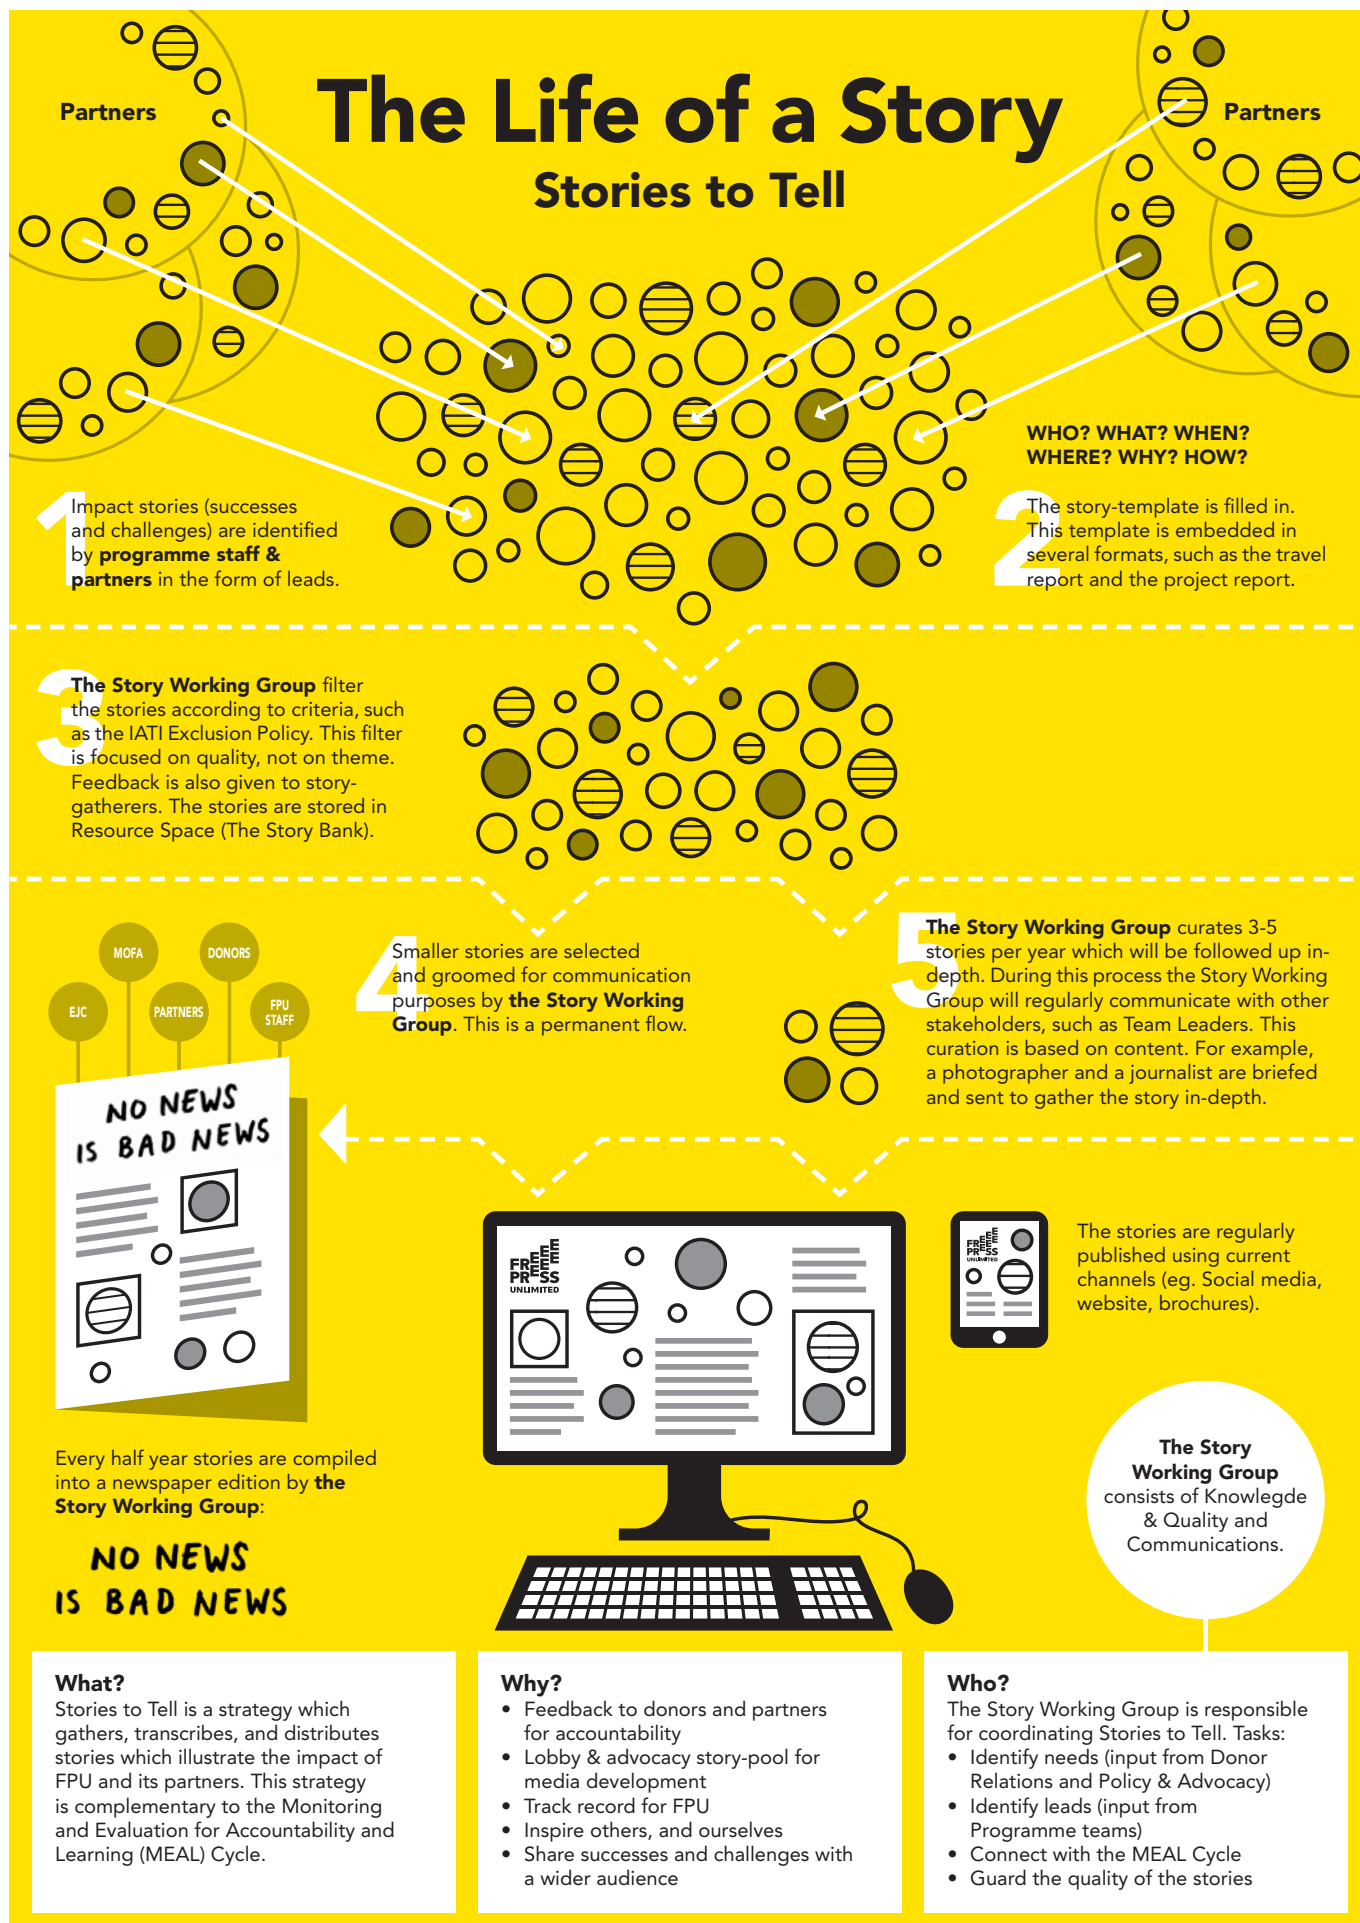 Partners
The Life of a Story
Stories to Tell
Partners
1
Impact stories (successes
and challenges) are identified
by programme staff &
partners in the form of leads.
WHO? WHAT? WHEN?
WHERE? WHY? HOW?
2
The story-template is filled in.
This template is embedded in
several formats, such as the travel
report and the project report.
3
The Story Working Group filter
the stories according to criteria, such
as the IATI Exclusion Policy. This filter
is focused on quality, not on theme.
Feedback is also given to story-
gatherers. The stories are stored in
Resource Space (The Story Bank).
4
Smaller stories are selected
and groomed for communication
purposes by the Story Working
Group. This is a permanent flow.
5
The Story Working Group curates 3-5
stories per year which will be followed up in-
depth. During this process the Story Working
Group will regularly communicate with other
stakeholders, such as Team Leaders. This
curation is based on content. For example,
a photographer and a journalist are briefed
and sent to gather the story in-depth.
EJC
MOFA
PARTNERS
DONORS
FPU
STAFF
NO NEWS
IS BAD NEWS
FREE
PRESS
UNLIMITED
FREE
PRESS
UNLIMITED
The stories are regularly
published using current
channels (eg. Social media,
website, brochures).
Every half year stories are compiled
into a newspaper edition by the
Story Working Group:
NO NEWS
IS BAD NEWS
The Story
Working Group
consists of Knowlegde
& Quality and
Communications.
What?
Stories to Tell is a strategy which
gathers, transcribes, and distributes
stories which illustrate the impact of
FPU and its partners. This strategy
is complementary to the Monitoring
and Evaluation for Accountability and
Learning (MEAL) Cycle.
Why?
• Feedback to donors and partners
for accountability
• Lobby & advocacy story-pool for
media development
• Track record for FPU
• Inspire others, and ourselves
• Share successes and challenges with
a wider audience
Who?
The Story Working Group is responsible
for coordinating Stories to Tell. Tasks:
• Identify needs (input from Donor
Relations and Policy & Advocacy)
• Identify leads (input from
Programme teams)
• Connect with the MEAL Cycle
• Guard the quality of the stories